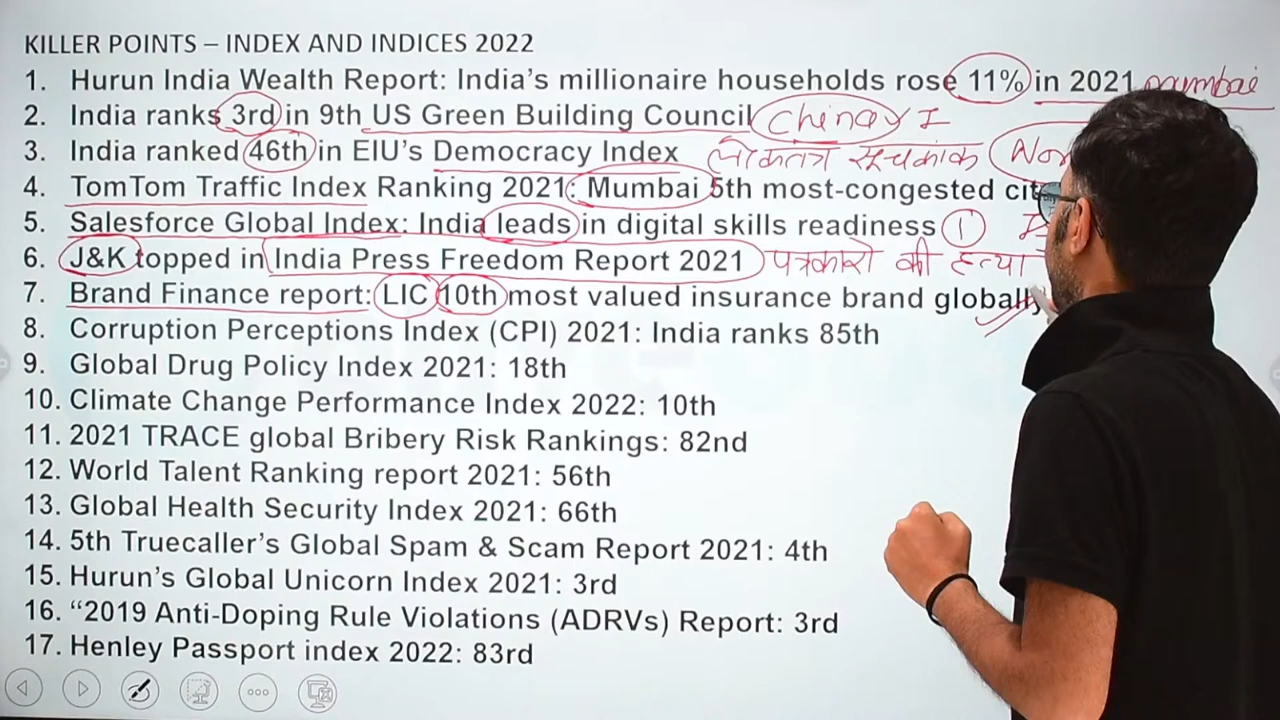 KILLER POINTS – INDEX AND INDICES 2022
1. Hurun India Wealth Report: India's millionaire households rose 11% in 2021 mumbai
2. India ranks 3rd in 9th US Green Building Council China
3. India ranked 46th in EIU's Democracy Index लोकतंत्र सूचकांक
4. TomTom Traffic Index Ranking 2021: Mumbai 5th most-congested
5. Salesforce Global Index: India leads in digital skills readiness 1
6. J&K topped in India Press Freedom Report 2021 पत्रकारो की हत्या
7. Brand Finance report: LIC 10th most valued insurance brand globally
8. Corruption Perceptions Index (CPI) 2021: India ranks 85th
9. Global Drug Policy Index 2021: 18th
10. Climate Change Performance Index 2022: 10th
11. 2021 TRACE global Bribery Risk Rankings: 82nd
12. World Talent Ranking report 2021: 56th
13. Global Health Security Index 2021: 66th
14. 5th Truecaller's Global Spam & Scam Report 2021: 4th
15. Hurun's Global Unicorn Index 2021: 3rd
16. “2019 Anti-Doping Rule Violations (ADRVs) Report: 3rd
17. Henley Passport index 2022: 83rd